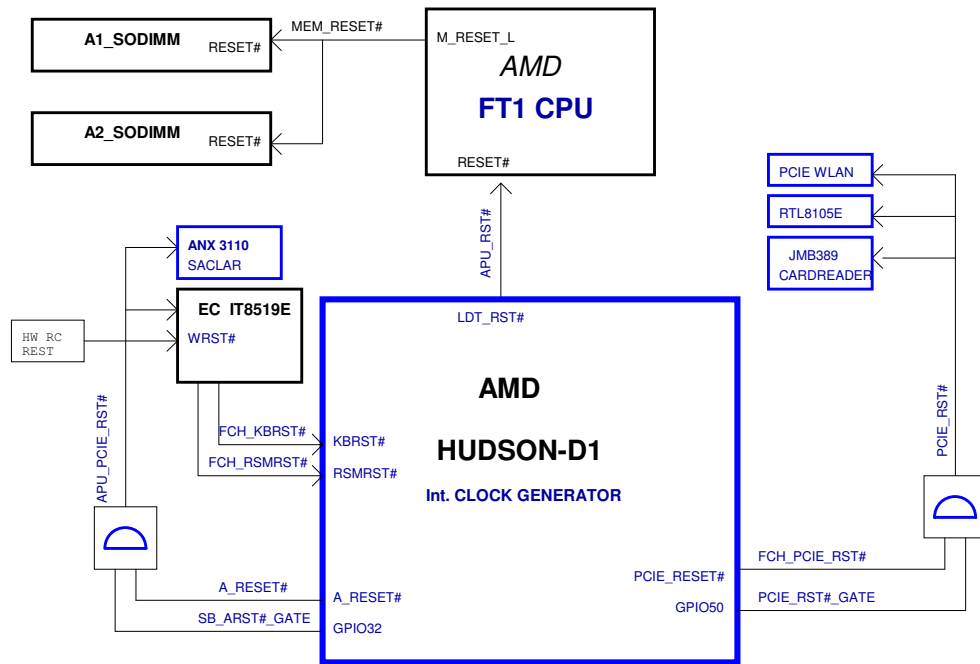 MEM_RESET#
A1_SODIMM
RESET#
M_RESET_L
AMD
FT1 CPU
A2_SODIMM
RESET#
RESET#
PCIE WLAN
RTL8105E
JMB389
CARDREADER
APU_RST#
ANX 3110
SACLAR
EC IT8519E
WRST#
HW RC
REST
LDT_RST#
AMD
HUDSON-D1
Int. CLOCK GENERATOR
FCH_KBRST#
KBRST#
FCH_RSMRST#
RSMRST#
APU_PCIE_RST#
PCIE_RST#
A_RESET#
A_RESET#
SB_ARST#_GATE
GPIO32
PCIE_RESET#
FCH_PCIE_RST#
GPIO50
PCIE_RST#_GATE